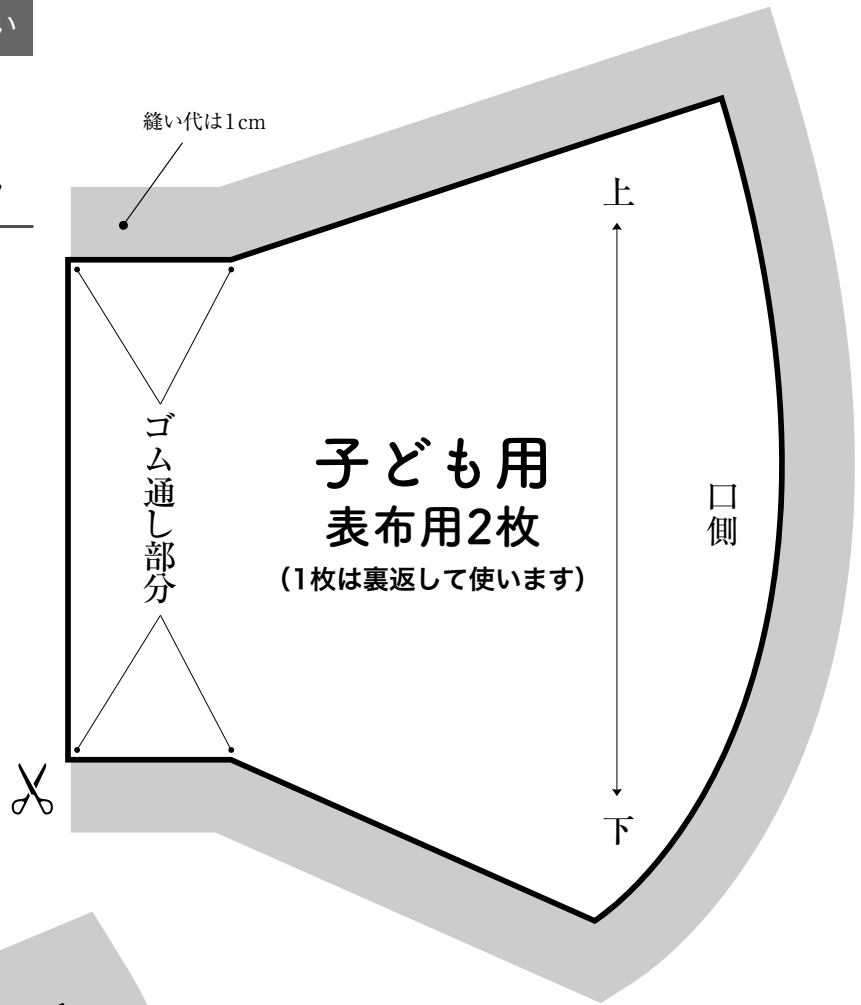 い
縫い代は1cm
上
ゴム通し部分
子ども用
表布用2枚
(1枚は裏返して使います)
口側
下